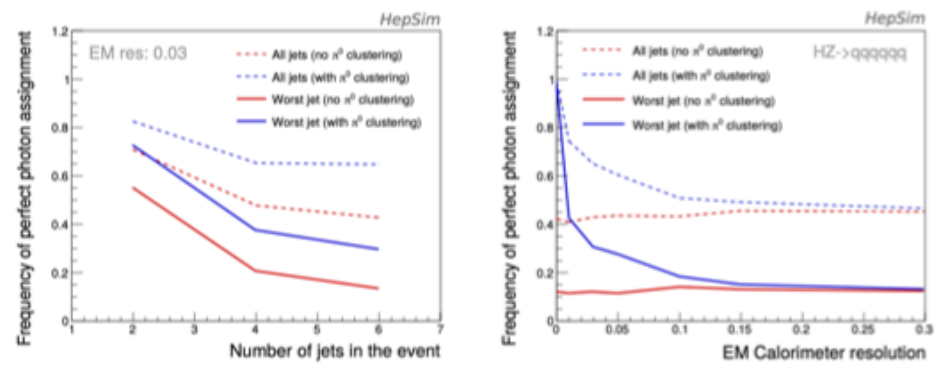 HepSim
1.2
1
0.8
0.6
0.4
0.2
0
Frequency of perfect photon assignment
EM res: 0.03
All jets (no π⁰ clustering)
All jets (with π⁰ clustering)
Worst jet (no π⁰ clustering)
Worst jet (with π⁰ clustering)
1 2 3 4 5 6 7
Number of jets in the event
HepSim
1.2
1
0.8
0.6
0.4
0.2
0
Frequency of perfect photon assignment
All jets (no π⁰ clustering)
All jets (with π⁰ clustering)
Worst jet (no π⁰ clustering)
Worst jet (with π⁰ clustering)
HZ->qqqqqq
0 0.05 0.1 0.15 0.2 0.25 0.3
EM Calorimeter resolution